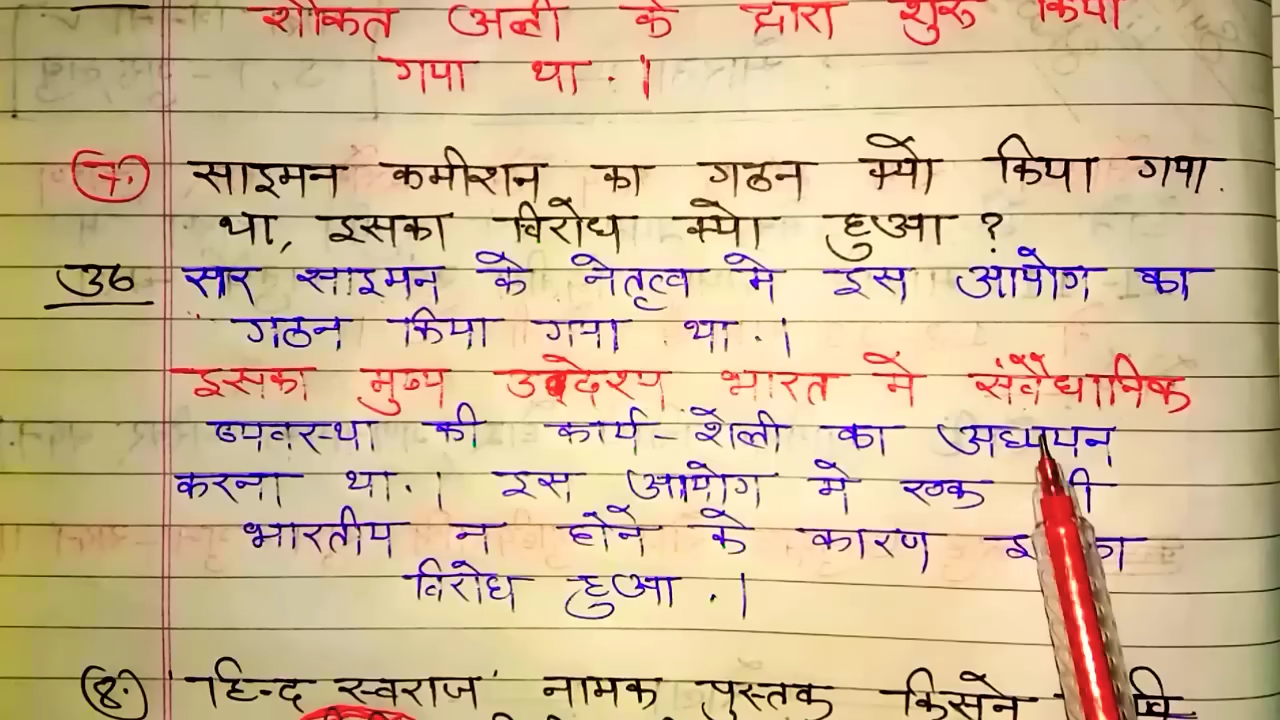 शौकत अली के द्वारा शुरू किया
गया था.।
7. साइमन कमीशन का गठन क्यो किया गया.
था, इसका विरोध क्यो हुआ ?
उ० सर साइमन के नेतृत्व मे इस आयोग का
गठन किया गया था.।
इसका मुख्य उद्देश्य भारत मे संवैधानिक
व्यवस्था की कार्य-शैली का अध्ययन
करना था.। इस आयोग मे एक
भारतीय न होने के कारण
विरोध हुआ.।
8. 'हिन्द स्वराज' नामक पुस्तक किसने